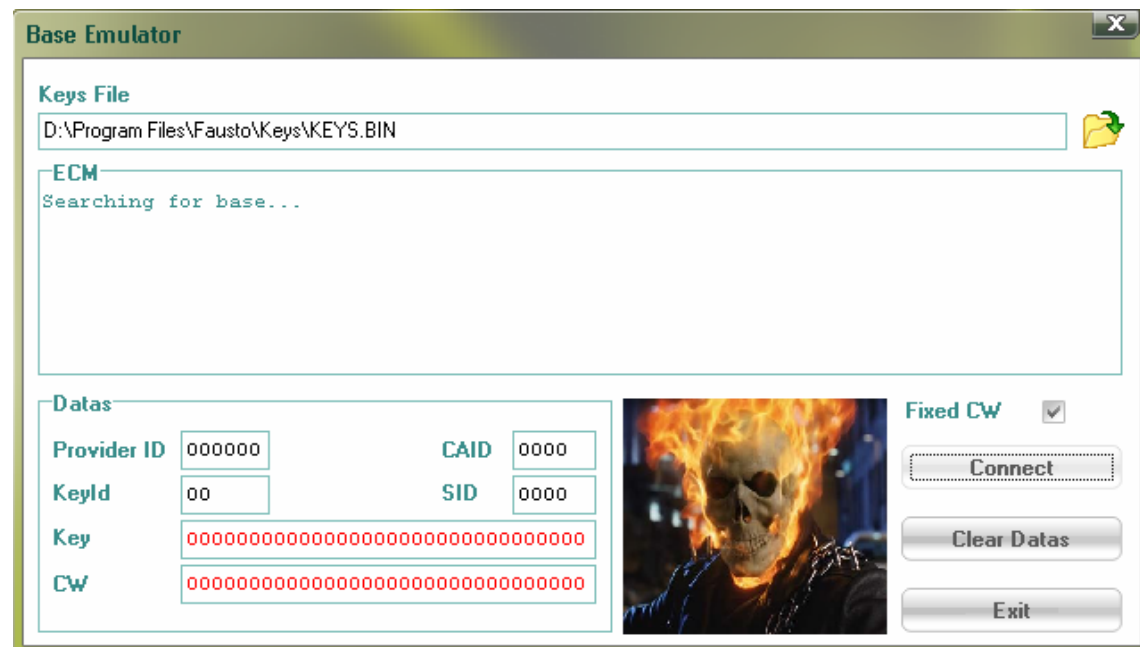 Base Emulator
X
Keys File
D:\Program Files\Fausto\Keys\KEYS.BIN
ECM
Searching for base...
Datas
Provider ID 000000 CAID 0000
KeyId 00 SID 0000
Key 00000000000000000000000000000000
CW 00000000000000000000000000000000
Fixed CW
Connect
Clear Datas
Exit